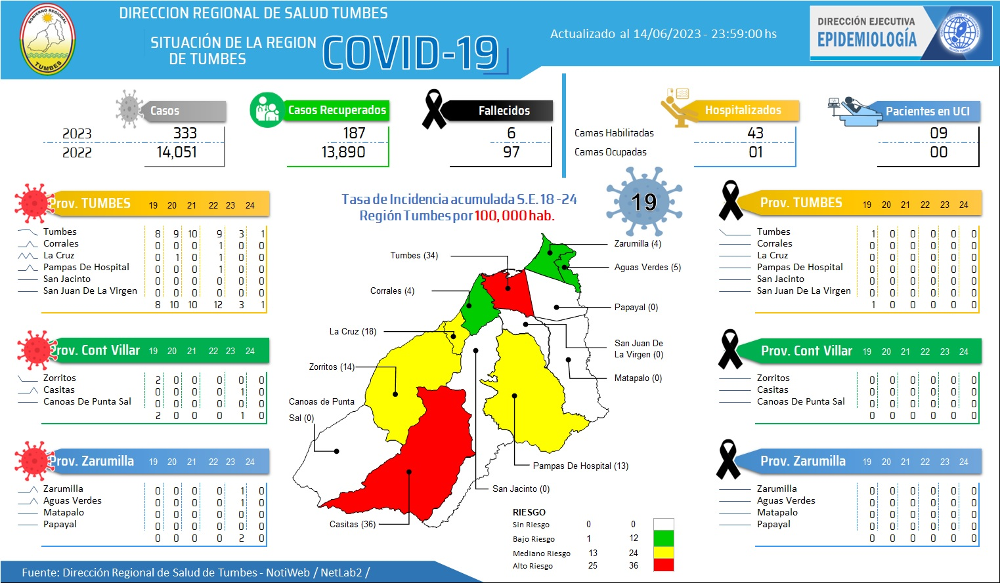 GOBIERNO REGIONAL
TUMBES
DIRECCION REGIONAL DE SALUD TUMBES
SITUACIÓN DE LA REGION
DE TUMBES
COVID-19
Actualizado al 14/06/2023 - 23:59:00 hs
DIRECCIÓN EJECUTIVA
EPIDEMIOLOGÍA
Casos
Casos Recuperados
Fallecidos
Hospitalizados
Pacientes en UCI
2023 333 187 6
2022 14,051 13,890 97
Camas Habilitadas 43 09
Camas Ocupadas 01 00
Prov. TUMBES 19 20 21 22 23 24
Tumbes 8 9 10 9 3 1
Corrales 0 0 0 1 0 0
La Cruz 0 1 0 1 0 0
Pampas De Hospital 0 0 0 1 0 0
San Jacinto 0 0 0 0 0 0
San Juan De La Virgen 0 0 0 0 0 0
8 10 10 12 3 1
Prov. Cont Villar 19 20 21 22 23 24
Zorritos 2 0 0 0 0 0
Casitas 0 0 0 0 1 0
Canoas De Punta Sal 0 0 0 0 0 0
2 0 0 0 1 0
Prov. Zarumilla 19 20 21 22 23 24
Zarumilla 0 0 0 0 1 0
Aguas Verdes 0 0 0 0 1 0
Matapalo 0 0 0 0 0 0
Papayal 0 0 0 0 0 0
0 0 0 0 2 0
Tasa de Incidencia acumulada S.E. 18 -24
Región Tumbes por 100, 000 hab.
19
Zarumilla (4)
Tumbes (34)
Aguas Verdes (5)
Corrales (4)
Papayal (0)
La Cruz (18)
San Juan De
La Virgen (0)
Zorritos (14)
Matapalo (0)
Canoas de Punta
Sal (0)
Pampas De Hospital (13)
San Jacinto (0)
Casitas (36)
RIESGO
Sin Riesgo 0 0
Bajo Riesgo 1 12
Mediano Riesgo 13 24
Alto Riesgo 25 36
Prov. TUMBES 19 20 21 22 23 24
Tumbes 1 0 0 0 0 0
Corrales 0 0 0 0 0 0
La Cruz 0 0 0 0 0 0
Pampas De Hospital 0 0 0 0 0 0
San Jacinto 0 0 0 0 0 0
San Juan De La Virgen 0 0 0 0 0 0
1 0 0 0 0 0
Prov. Cont Villar 19 20 21 22 23 24
Zorritos 0 0 0 0 0 0
Casitas 0 0 0 0 0 0
Canoas De Punta Sal 0 0 0 0 0 0
0 0 0 0 0 0
Prov. Zarumilla 19 20 21 22 23 24
Zarumilla 0 0 0 0 0 0
Aguas Verdes 0 0 0 0 0 0
Matapalo 0 0 0 0 0 0
Papayal 0 0 0 0 0 0
0 0 0 0 0 0
Fuente: Dirección Regional de Salud de Tumbes - NotiWeb / NetLab2 /